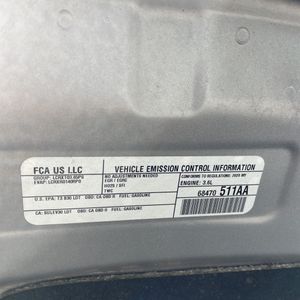 FCA US LLC
VEHICLE EMISSION CONTROL INFORMATION
NO ADJUSTMENTS NEEDED
CONFORMS TO REGULATIONS: 2020 MY
EGR / EGRC
HO2S / SFI
TWC
ENGINE: 3.6L
68470 511AA
U.S. EPA: T3 B30 LDT OBD: CA OBD II FUEL: GASOLINE
CA: SULEV30 LDT OBD: CA OBD II FUEL: GASOLINE